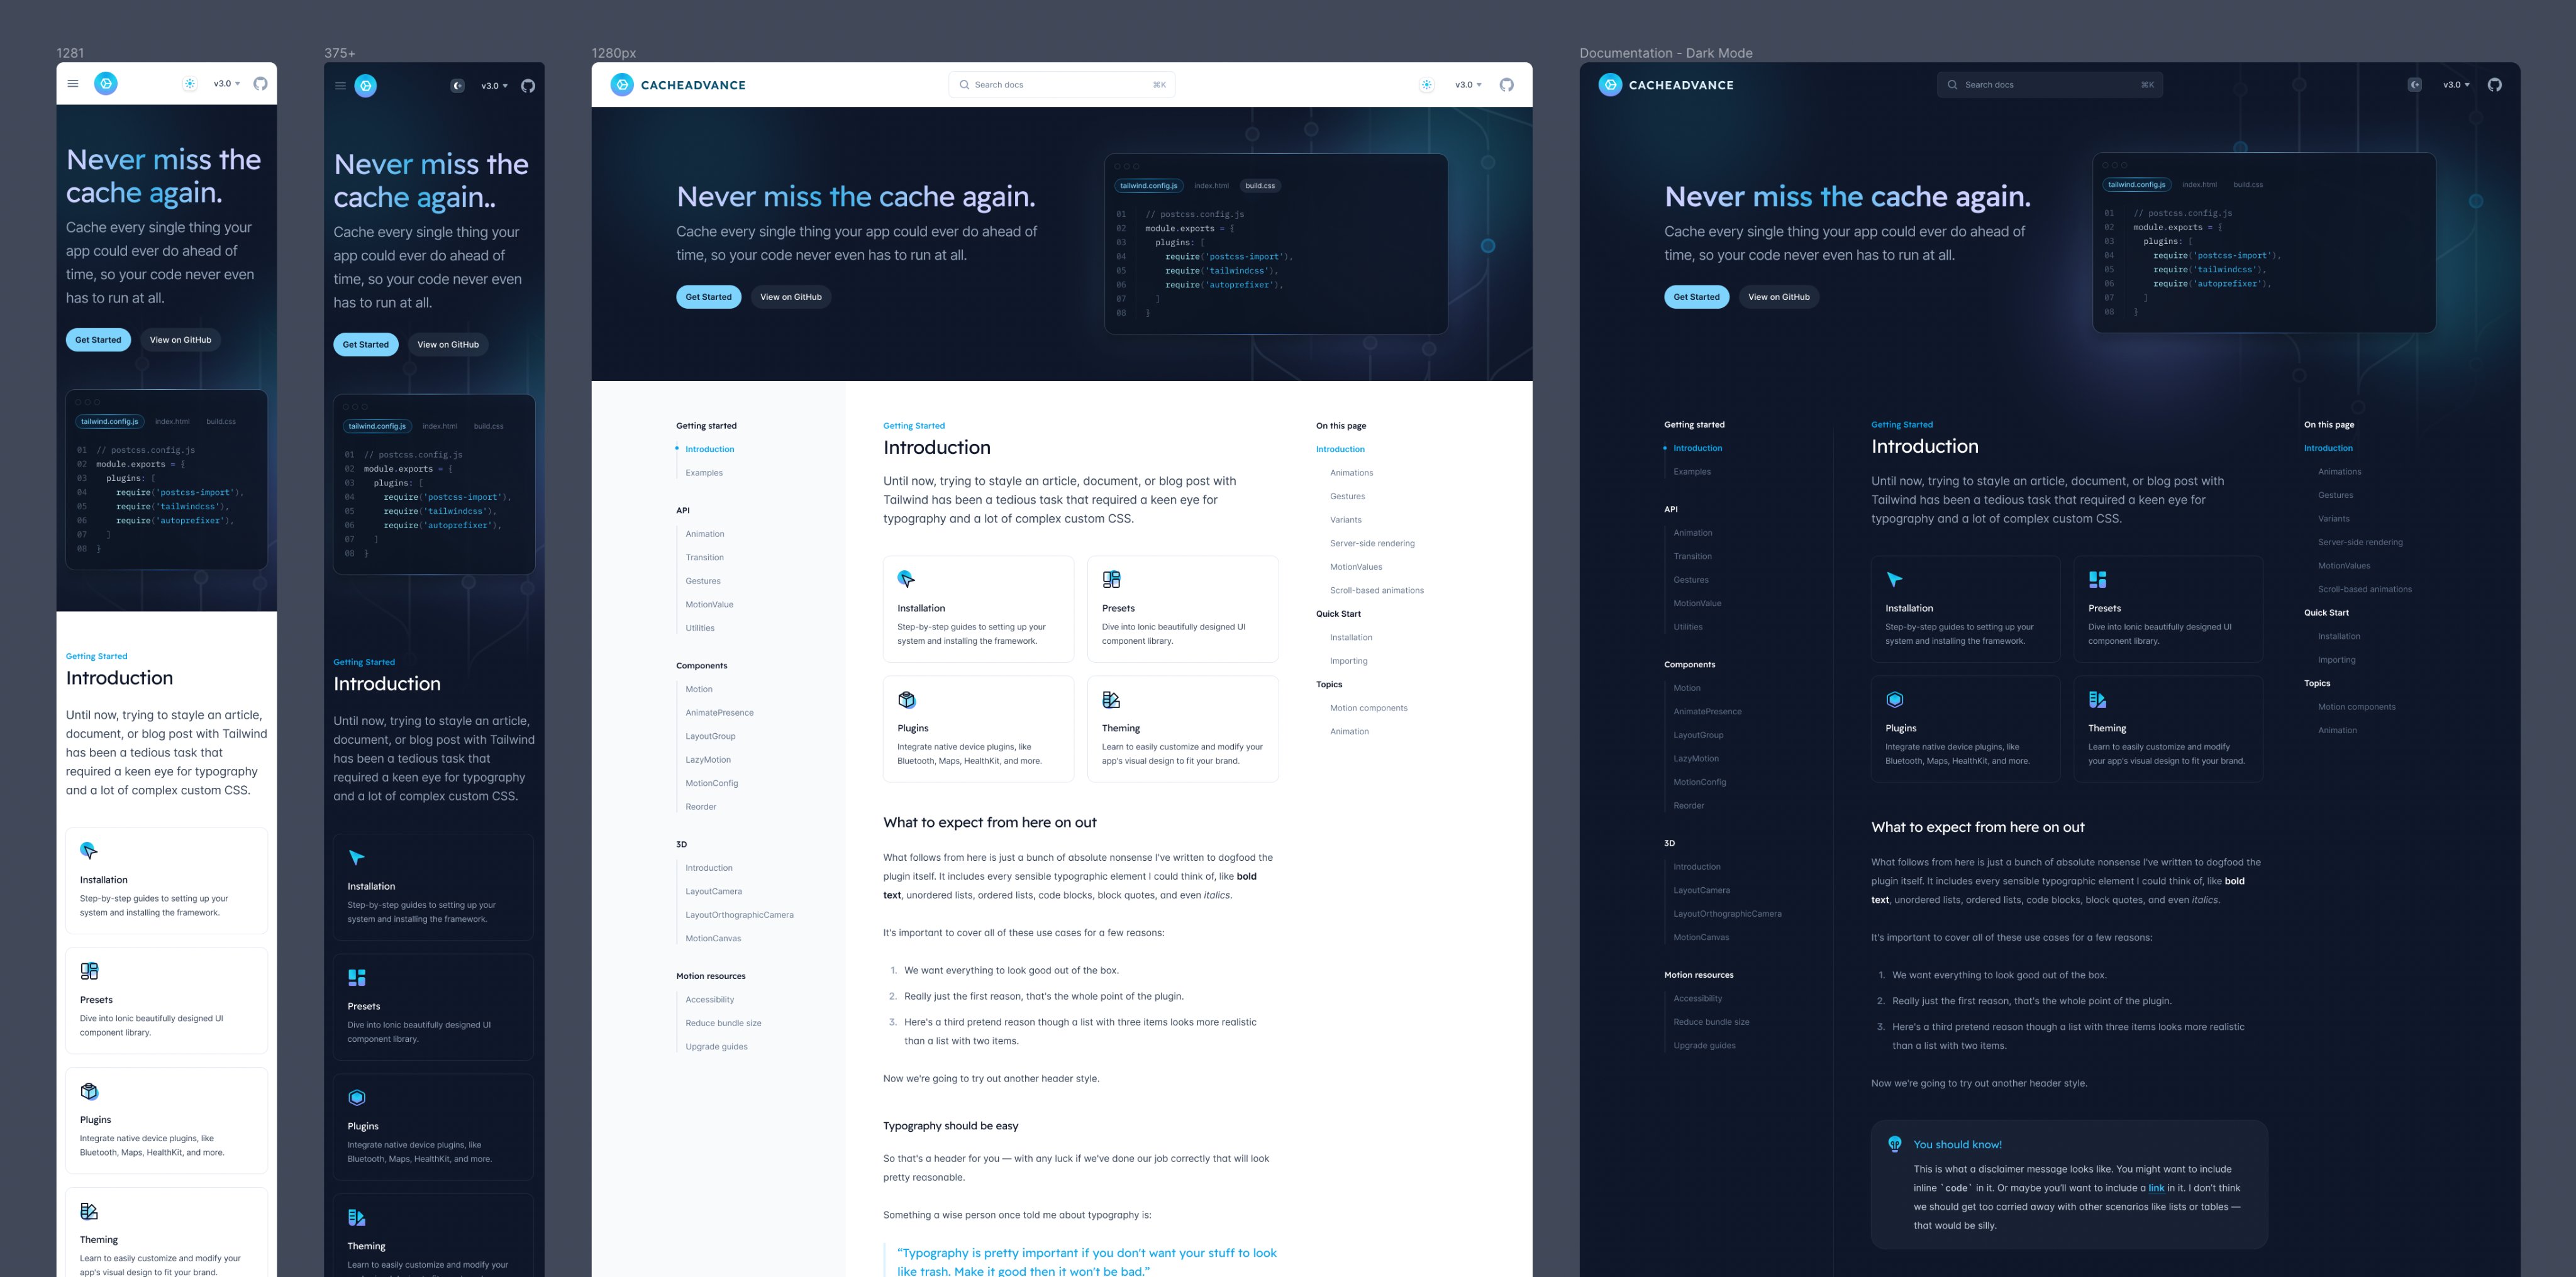 1281
v3.0
Never miss the
cache again.
Cache every single thing your
app could ever do ahead of
time, so your code never even
has to run at all.
Get Started
View on GitHub
tailwind.config.js index.html build.css
01 // postcss.config.js
02 module.exports = {
03 plugins: [
04 require('postcss-import'),
05 require('tailwindcss'),
06 require('autoprefixer'),
07 ]
08 }
Getting Started
Introduction
Until now, trying to stayle an article,
document, or blog post with Tailwind
has been a tedious task that
required a keen eye for typography
and a lot of complex custom CSS.
Installation
Step-by-step guides to setting up your
system and installing the framework.
Presets
Dive into Ionic beautifully designed UI
component library.
Plugins
Integrate native device plugins, like
Bluetooth, Maps, HealthKit, and more.
Theming
Learn to easily customize and modify your
app's visual design to fit your brand.
375+
v3.0
Never miss the
cache again..
Cache every single thing your
app could ever do ahead of
time, so your code never even
has to run at all.
Get Started
View on GitHub
tailwind.config.js index.html build.css
01 // postcss.config.js
02 module.exports = {
03 plugins: [
04 require('postcss-import'),
05 require('tailwindcss'),
06 require('autoprefixer'),
07 ]
08 }
Getting Started
Introduction
Until now, trying to stayle an article,
document, or blog post with Tailwind
has been a tedious task that
required a keen eye for typography
and a lot of complex custom CSS.
Installation
Step-by-step guides to setting up your
system and installing the framework.
Presets
Dive into Ionic beautifully designed UI
component library.
Plugins
Integrate native device plugins, like
Bluetooth, Maps, HealthKit, and more.
Theming
Learn to easily customize and modify
1280px
CACHEADVANCE
Search docs ⌘K
v3.0
Never miss the cache again.
Cache every single thing your app could ever do ahead of
time, so your code never even has to run at all.
Get Started
View on GitHub
tailwind.config.js index.html build.css
01 // postcss.config.js
02 module.exports = {
03 plugins: [
04 require('postcss-import'),
05 require('tailwindcss'),
06 require('autoprefixer'),
07 ]
08 }
Getting started
Introduction
Examples
API
Animation
Transition
Gestures
MotionValue
Utilities
Components
Motion
AnimatePresence
LayoutGroup
LazyMotion
MotionConfig
Reorder
3D
Introduction
LayoutCamera
LayoutOrthographicCamera
MotionCanvas
Motion resources
Accessibility
Reduce bundle size
Upgrade guides
Getting Started
Introduction
Until now, trying to stayle an article, document, or blog post with
Tailwind has been a tedious task that required a keen eye for
typography and a lot of complex custom CSS.
Installation
Step-by-step guides to setting up your
system and installing the framework.
Presets
Dive into Ionic beautifully designed UI
component library.
Plugins
Integrate native device plugins, like
Bluetooth, Maps, HealthKit, and more.
Theming
Learn to easily customize and modify your
app's visual design to fit your brand.
What to expect from here on out
What follows from here is just a bunch of absolute nonsense I've written to dogfood the
plugin itself. It includes every sensible typographic element I could think of, like bold
text, unordered lists, ordered lists, code blocks, block quotes, and even italics.
It's important to cover all of these use cases for a few reasons:
1. We want everything to look good out of the box.
2. Really just the first reason, that's the whole point of the plugin.
3. Here's a third pretend reason though a list with three items looks more realistic
than a list with two items.
Now we're going to try out another header style.
Typography should be easy
So that's a header for you — with any luck if we've done our job correctly that will look
pretty reasonable.
Something a wise person once told me about typography is:
“Typography is pretty important if you don't want your stuff to look
like trash. Make it good then it won't be bad.”
On this page
Introduction
Animations
Gestures
Variants
Server-side rendering
MotionValues
Scroll-based animations
Quick Start
Installation
Importing
Topics
Motion components
Animation
Documentation - Dark Mode
CACHEADVANCE
Search docs ⌘K
v3.0
Never miss the cache again.
Cache every single thing your app could ever do ahead of
time, so your code never even has to run at all.
Get Started
View on GitHub
tailwind.config.js index.html build.css
01 // postcss.config.js
02 module.exports = {
03 plugins: [
04 require('postcss-import'),
05 require('tailwindcss'),
06 require('autoprefixer'),
07 ]
08 }
Getting started
Introduction
Examples
API
Animation
Transition
Gestures
MotionValue
Utilities
Components
Motion
AnimatePresence
LayoutGroup
LazyMotion
MotionConfig
Reorder
3D
Introduction
LayoutCamera
LayoutOrthographicCamera
MotionCanvas
Motion resources
Accessibility
Reduce bundle size
Upgrade guides
Getting Started
Introduction
Until now, trying to stayle an article, document, or blog post with
Tailwind has been a tedious task that required a keen eye for
typography and a lot of complex custom CSS.
Installation
Step-by-step guides to setting up your
system and installing the framework.
Presets
Dive into Ionic beautifully designed UI
component library.
Plugins
Integrate native device plugins, like
Bluetooth, Maps, HealthKit, and more.
Theming
Learn to easily customize and modify
your app's visual design to fit your brand.
What to expect from here on out
What follows from here is just a bunch of absolute nonsense I've written to dogfood the
plugin itself. It includes every sensible typographic element I could think of, like bold
text, unordered lists, ordered lists, code blocks, block quotes, and even italics.
It's important to cover all of these use cases for a few reasons:
1. We want everything to look good out of the box.
2. Really just the first reason, that's the whole point of the plugin.
3. Here's a third pretend reason though a list with three items looks more realistic
than a list with two items.
Now we're going to try out another header style.
You should know!
This is what a disclaimer message looks like. You might want to include
inline `code` in it. Or maybe you'll want to include a link in it. I don't think
we should get too carried away with other scenarios like lists or tables —
that would be silly.
On this page
Introduction
Animations
Gestures
Variants
Server-side rendering
MotionValues
Scroll-based animations
Quick Start
Installation
Importing
Topics
Motion components
Animation